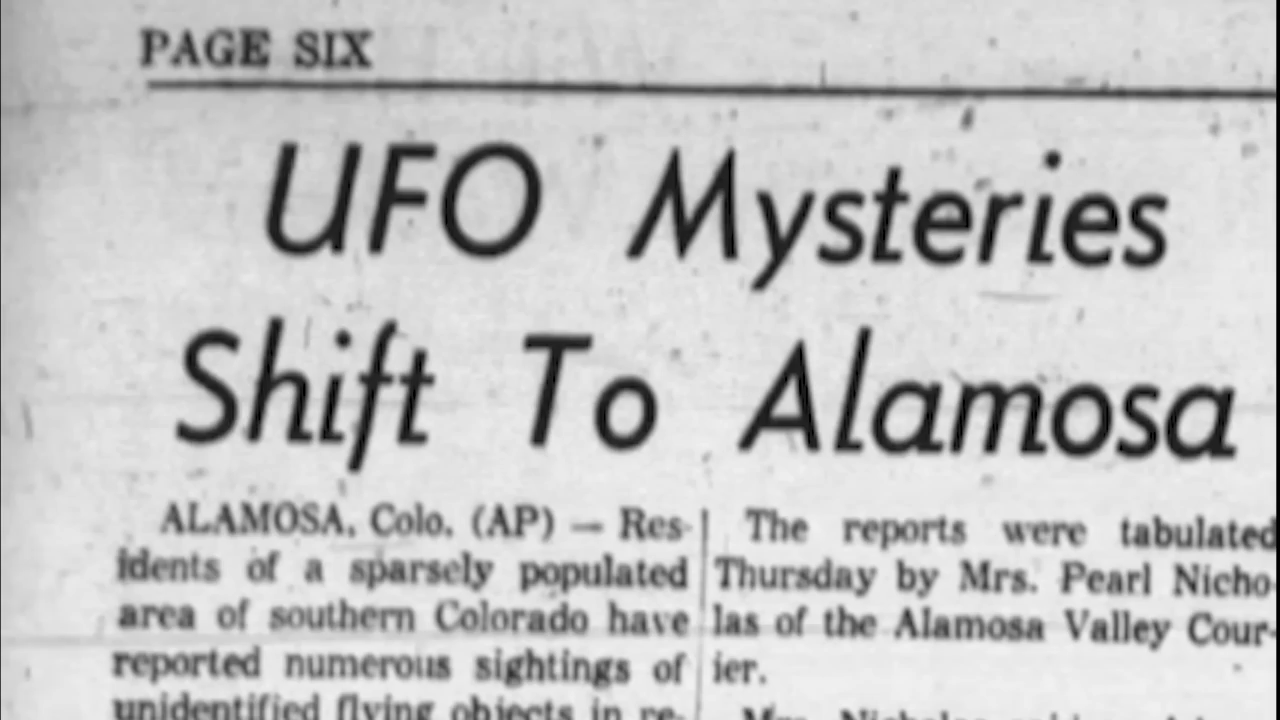 PAGE SIX
UFO Mysteries
Shift To Alamosa
ALAMOSA, Colo. (AP) — Res-
idents of a sparsely populated
area of southern Colorado have
reported numerous sightings of
unidentified flying objects in re-
The reports were tabulated
Thursday by Mrs. Pearl Nicho-
las of the Alamosa Valley Cour-
ier.
Mrs. Nicholas